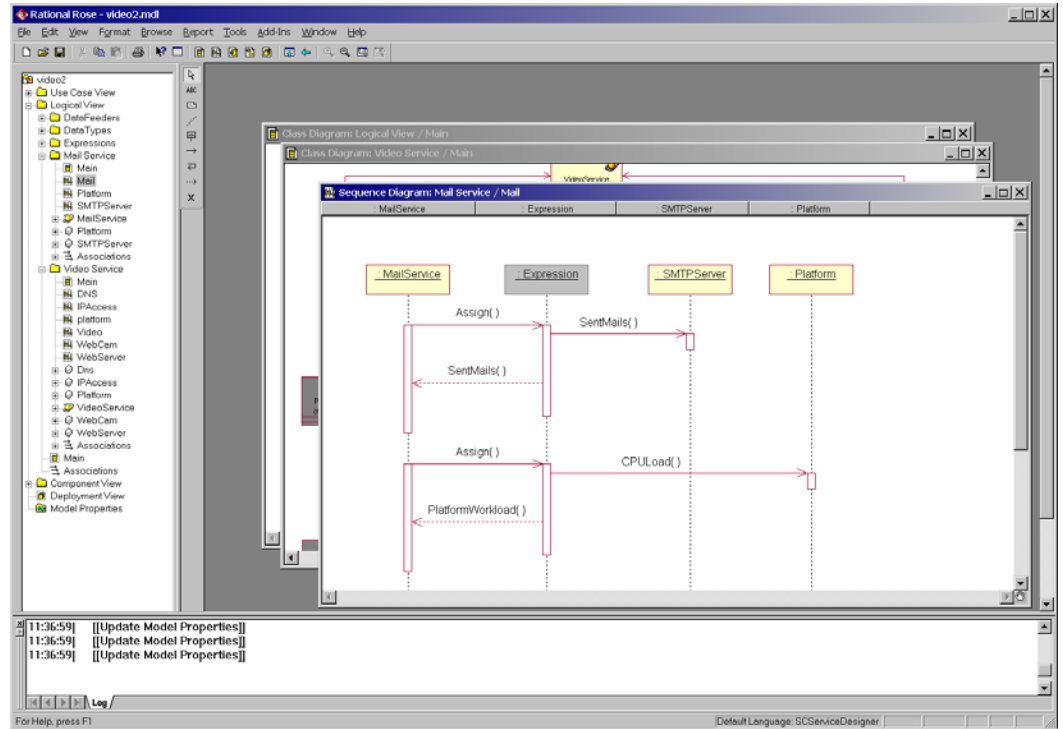 Rational Rose - video2.mdl
File Edit View Format Browse Report Tools Add-Ins Window Help
video2
Use Case View
Logical View
DataFeeders
DataTypes
Expressions
Mail Service
Main
Mail
Platform
SMTPServer
MailService
Platform
SMTPServer
Associations
Video Service
Main
DNS
IPAccess
platform
Video
WebCam
WebServer
Dns
IPAccess
Platform
VideoService
WebCam
WebServer
Associations
Main
Associations
Component View
Deployment View
Model Properties
ABC
Class Diagram: Logical View / Main
Class Diagram: Video Service / Main
VideoService
Sequence Diagram: Mail Service / Mail
: MailService : Expression : SMTPServer : Platform
: MailService : Expression : SMTPServer : Platform
Assign( )
SentMails( )
SentMails( )
Assign( )
CPULoad( )
PlatformWorkload( )
11:36:59| [[Update Model Properties]]
11:36:59| [[Update Model Properties]]
11:36:59| [[Update Model Properties]]
Log
For Help, press F1
Default Language: SCServiceDesigner